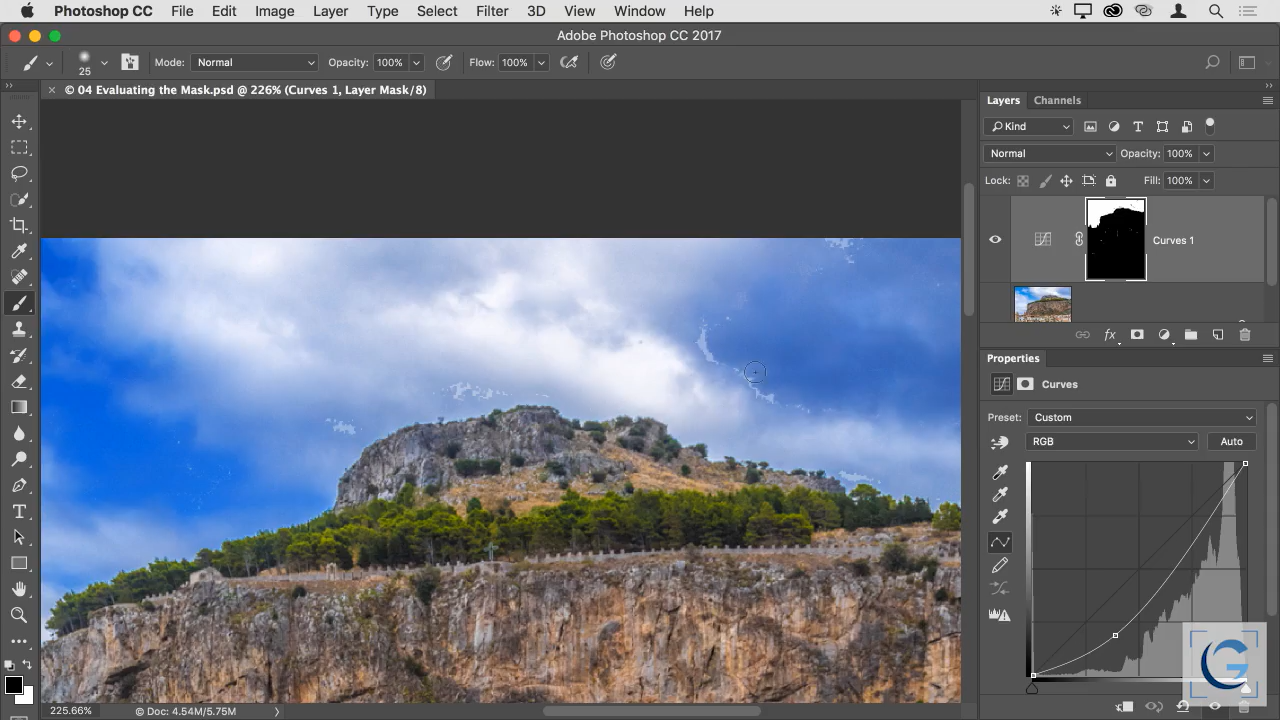 Photoshop CC File Edit Image Layer Type Select Filter 3D View Window Help
Adobe Photoshop CC 2017
25 Mode: Normal Opacity: 100% Flow: 100%
× © 04 Evaluating the Mask.psd @ 226% (Curves 1, Layer Mask/8)
Layers Channels
Kind
Normal Opacity: 100%
Lock: Fill: 100%
Curves 1
fx
Properties
Curves
Preset: Custom
RGB Auto
225.66% © Doc: 4.54M/5.75M
G